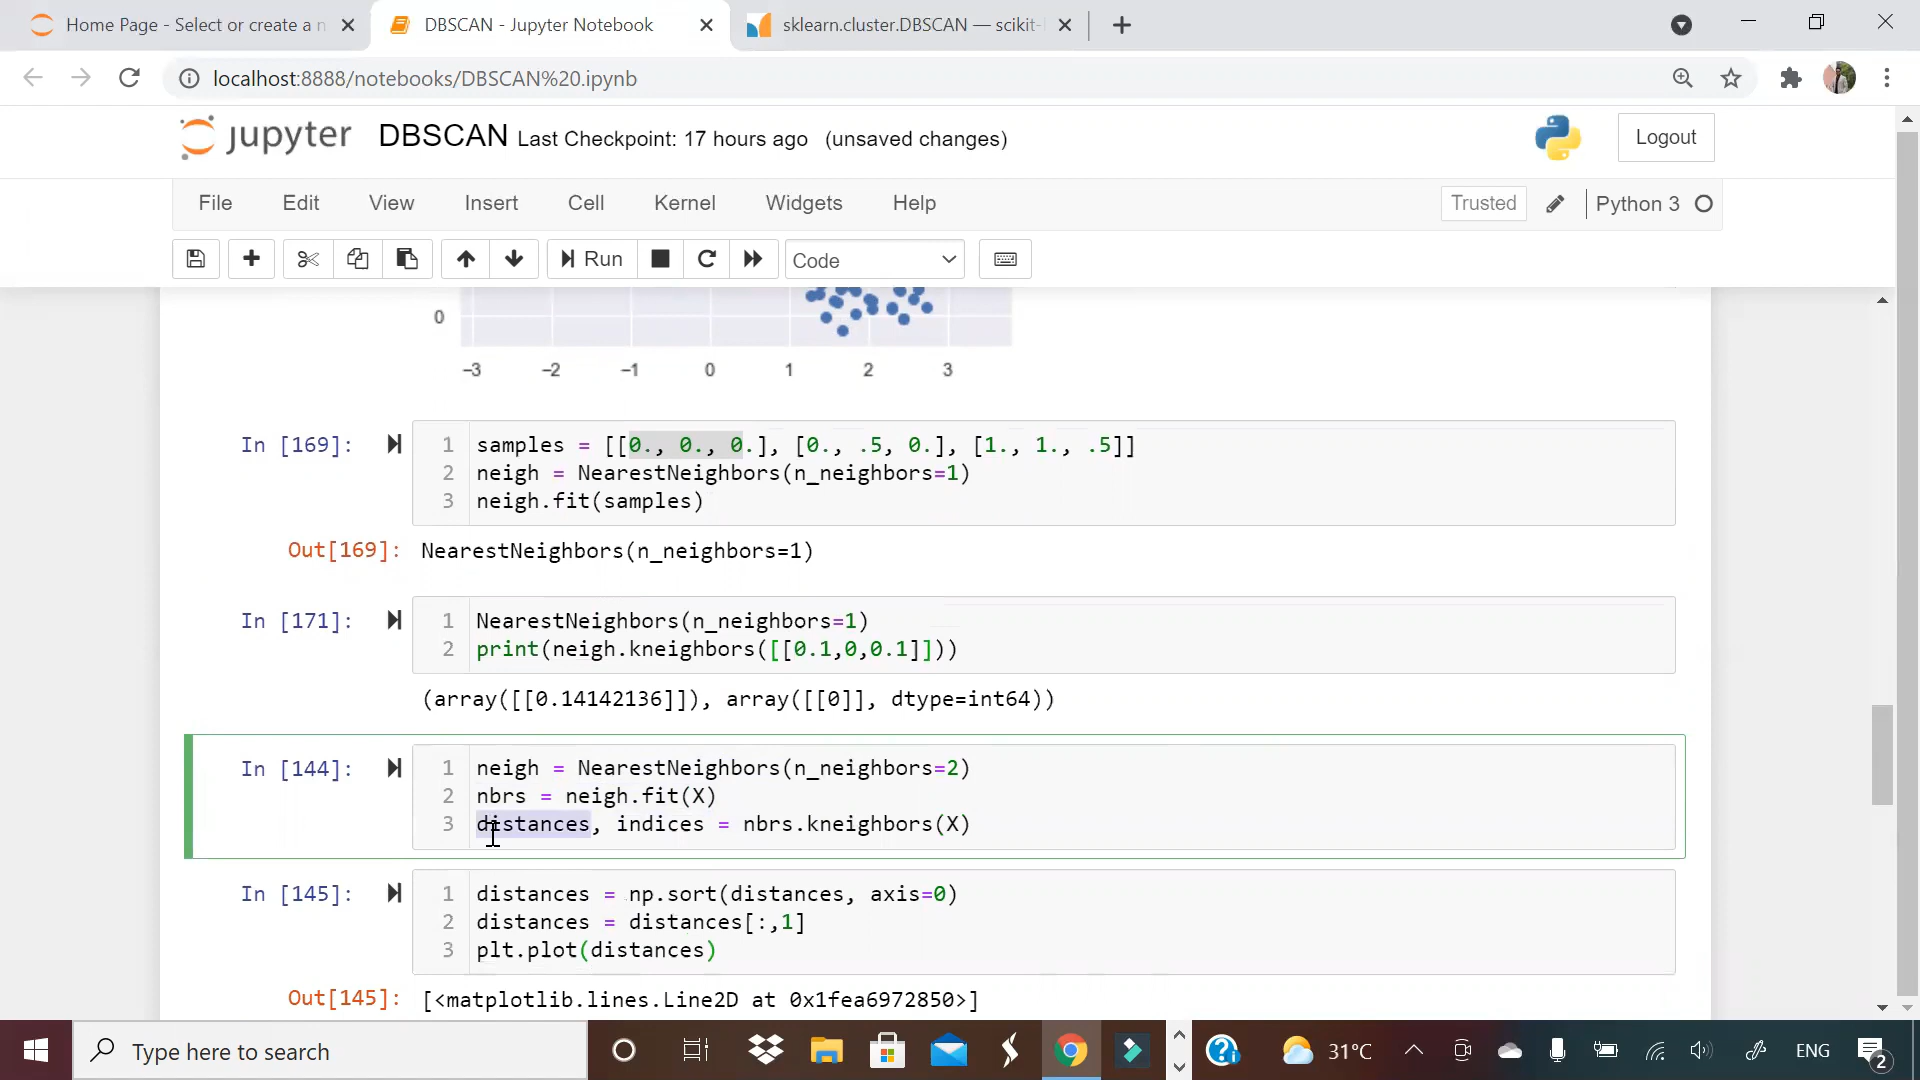 Home Page - Select or create a n
DBSCAN - Jupyter Notebook
sklearn.cluster.DBSCAN — scikit-l
localhost:8888/notebooks/DBSCAN%20.ipynb
jupyter DBSCAN Last Checkpoint: 17 hours ago (unsaved changes)
Logout
File Edit View Insert Cell Kernel Widgets Help
Trusted Python 3
Run Code
0
−3 −2 −1 0 1 2 3
In [169]: 1 samples = [[0., 0., 0.], [0., .5, 0.], [1., 1., .5]]
2 neigh = NearestNeighbors(n_neighbors=1)
3 neigh.fit(samples)
Out[169]: NearestNeighbors(n_neighbors=1)
In [171]: 1 NearestNeighbors(n_neighbors=1)
2 print(neigh.kneighbors([[0.1,0,0.1]]))
(array([[0.14142136]]), array([[0]], dtype=int64))
In [144]: 1 neigh = NearestNeighbors(n_neighbors=2)
2 nbrs = neigh.fit(X)
3 distances, indices = nbrs.kneighbors(X)
In [145]: 1 distances = np.sort(distances, axis=0)
2 distances = distances[:,1]
3 plt.plot(distances)
Out[145]: [<matplotlib.lines.Line2D at 0x1fea6972850>]
Type here to search
31°C
ENG
2